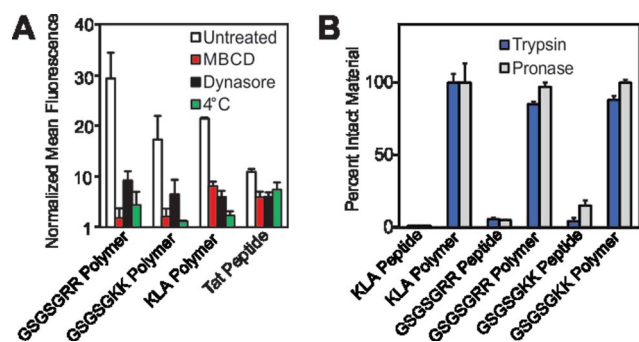 A
Normalized Mean Fluorescence
40
30
20
10
1
Untreated
MBCD
Dynasore
4°C
GSGSGRR Polymer
GSGSGKK Polymer
KLA Polymer
Tat Peptide
B
Percent Intact Material
100
50
0
Trypsin
Pronase
KLA Peptide
KLA Polymer
GSGSGRR Peptide
GSGSGRR Polymer
GSGSGKK Peptide
GSGSGKK Polymer